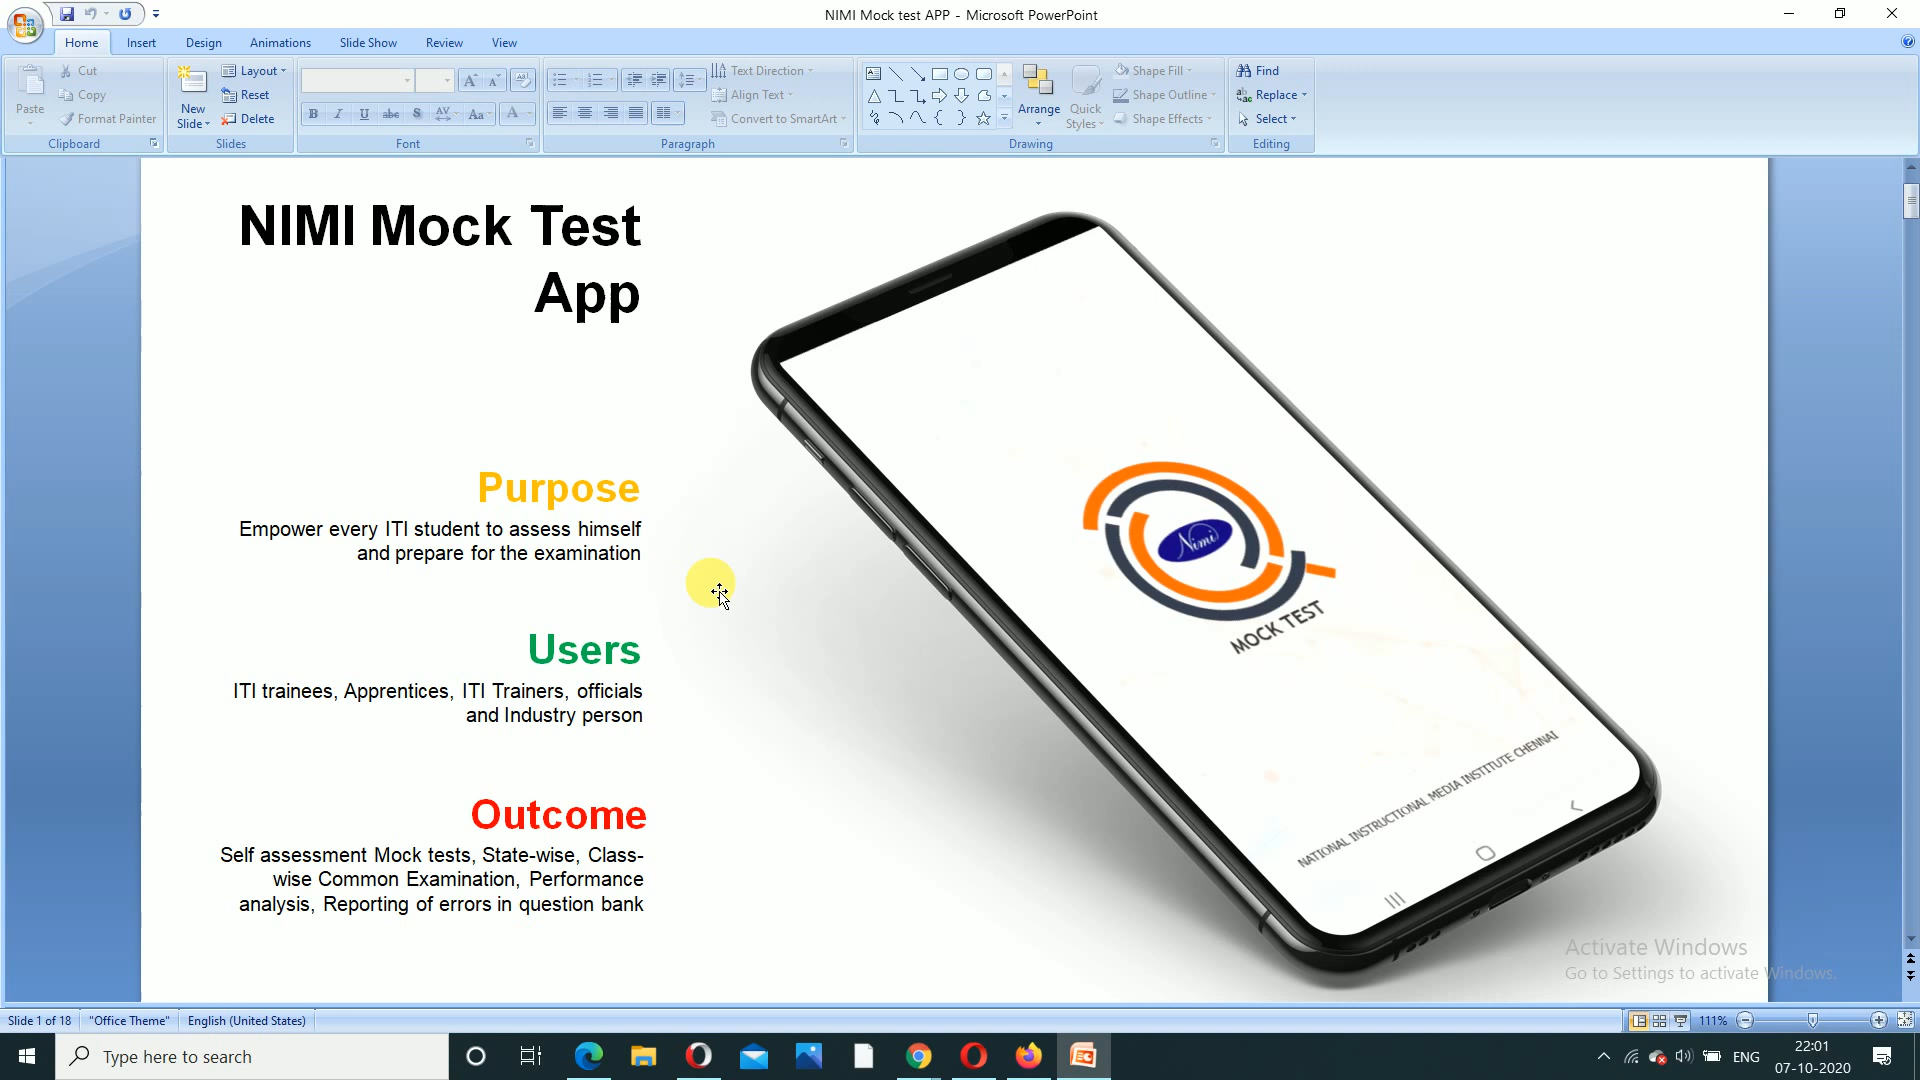 NIMI Mock test APP - Microsoft PowerPoint
Home Insert Design Animations Slide Show Review View
Paste
Cut
Copy
Format Painter
Clipboard
New
Slide
Layout
Reset
Delete
Slides
Font
Text Direction
Align Text
Convert to SmartArt
Paragraph
Arrange
Quick
Styles
Shape Fill
Shape Outline
Shape Effects
Drawing
Find
Replace
Select
Editing
NIMI Mock Test
App
Purpose
Empower every ITI student to assess himself
and prepare for the examination
Users
ITI trainees, Apprentices, ITI Trainers, officials
and Industry person
Outcome
Self assessment Mock tests, State-wise, Class-
wise Common Examination, Performance
analysis, Reporting of errors in question bank
Nimi
MOCK TEST
NATIONAL INSTRUCTIONAL MEDIA INSTITUTE CHENNAI
Activate Windows
Go to Settings to activate Windows.
Slide 1 of 18 "Office Theme" English (United States) 111%
Type here to search
ENG
22:01
07-10-2020